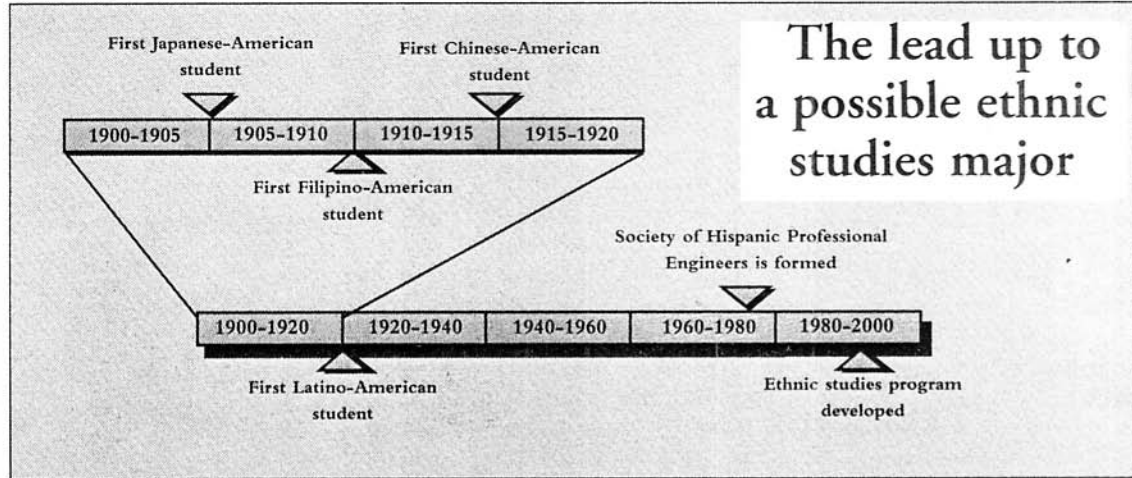 The lead up to
a possible ethnic
studies major
First Japanese-American
student
First Chinese-American
student
1900-1905
1905-1910
1910-1915
1915-1920
First Filipino-American
student
Society of Hispanic Professional
Engineers is formed
1900-1920
1920-1940
1940-1960
1960-1980
1980-2000
First Latino-American
student
Ethnic studies program
developed